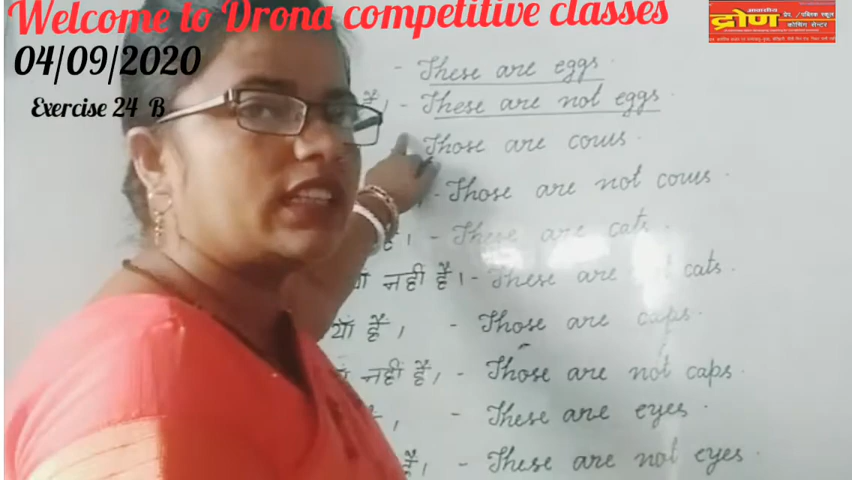 Welcome to Drona competitive classes
04/09/2020
Exercise 24 B
द्रोण
- These are eggs.
हैं। - These are not eggs.
Those are cows.
- Those are not cows.
हैं। - These are cats.
नहीं हैं। - These are not cats.
हैं। - Those are caps.
नहीं हैं। - Those are not caps.
- These are eyes.
हैं। - These are not eyes.